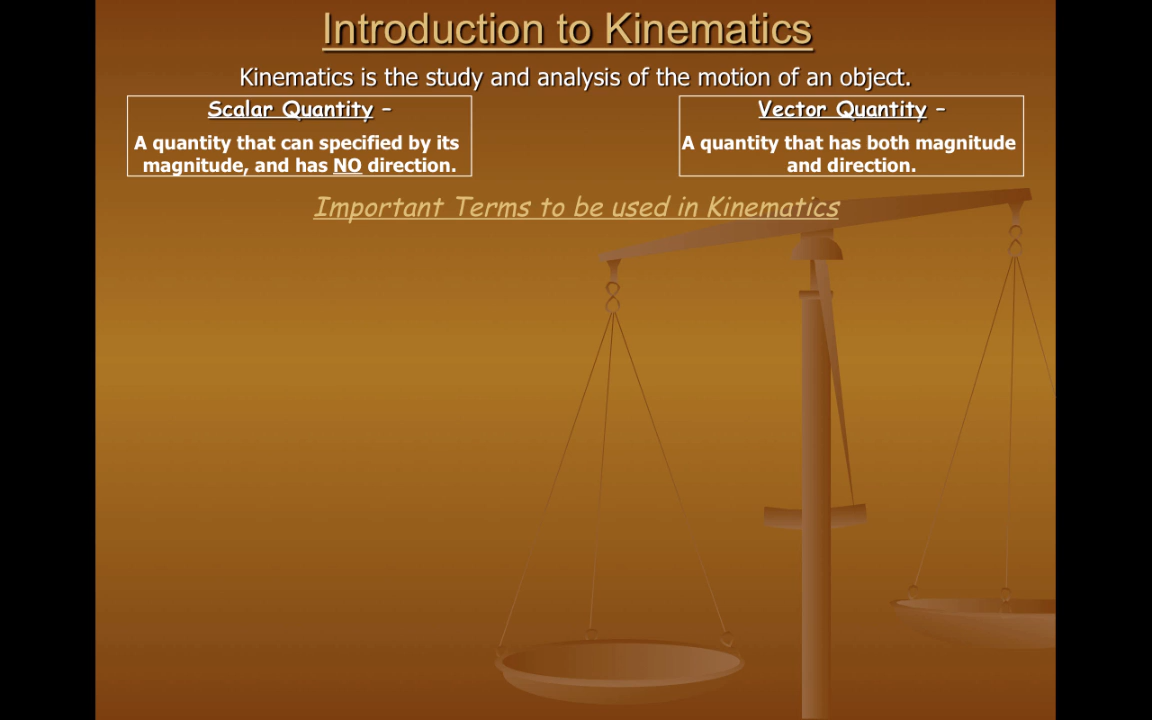 Introduction to Kinematics
Kinematics is the study and analysis of the motion of an object.
Scalar Quantity –
A quantity that can specified by its
magnitude, and has NO direction.
Vector Quantity –
A quantity that has both magnitude
and direction.
Important Terms to be used in Kinematics